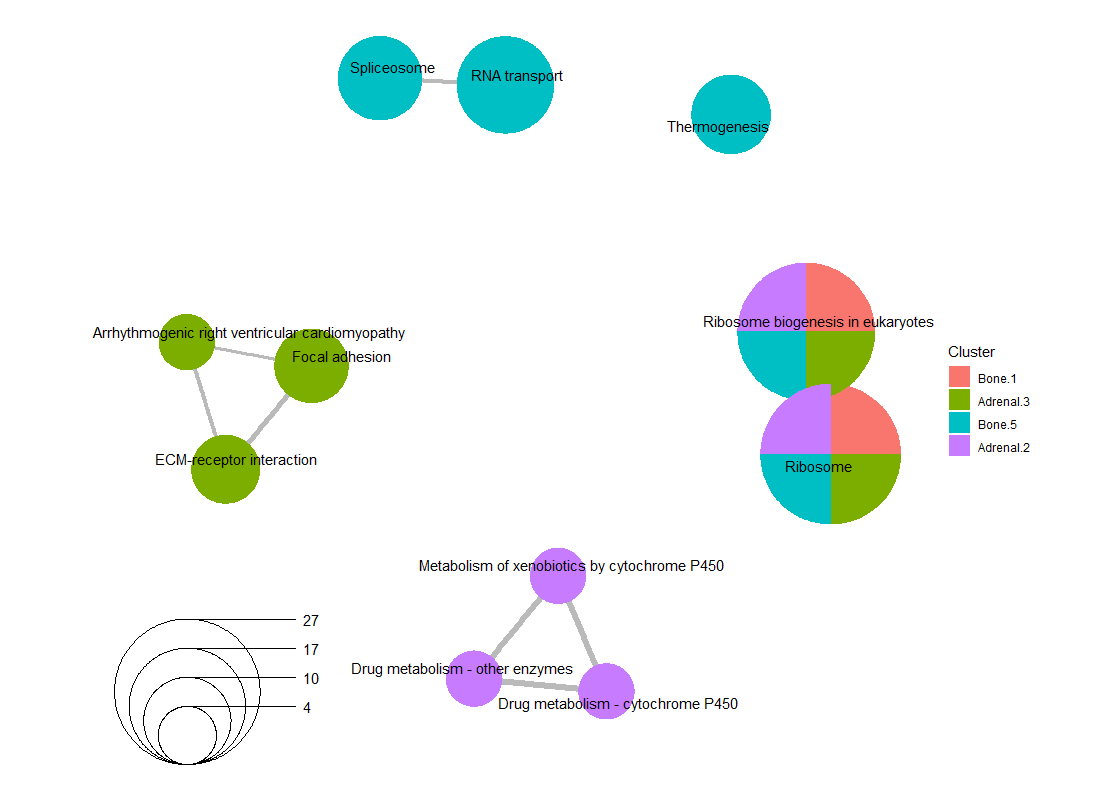 Spliceosome
RNA transport
Thermogenesis
Ribosome biogenesis in eukaryotes
Arrhythmogenic right ventricular cardiomyopathy
Focal adhesion
Cluster
Bone.1
Adrenal.3
Bone.5
Adrenal.2
ECM-receptor interaction
Ribosome
Metabolism of xenobiotics by cytochrome P450
Drug metabolism - other enzymes
Drug metabolism - cytochrome P450
27
17
10
4